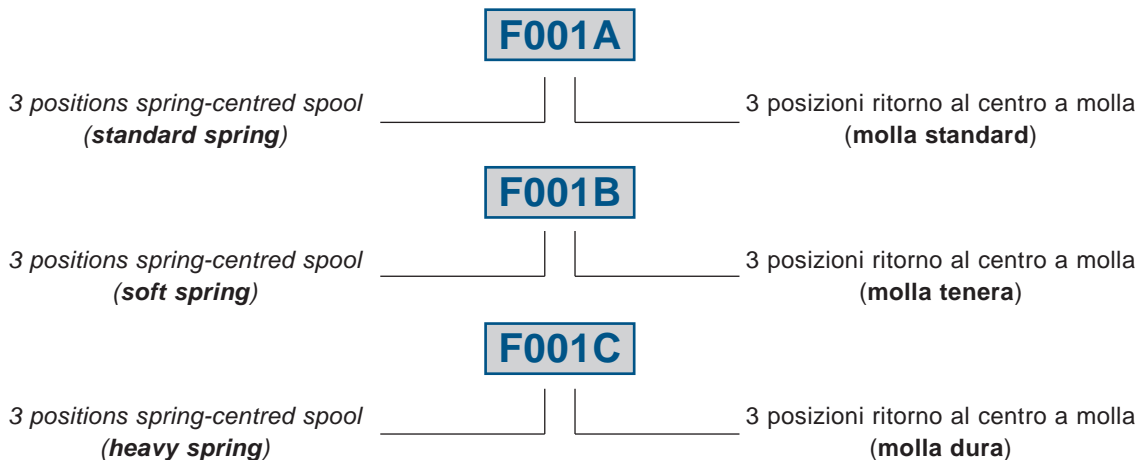 F001A
3 positions spring-centred spool
(standard spring)
3 posizioni ritorno al centro a molla
(molla standard)
F001B
3 positions spring-centred spool
(soft spring)
3 posizioni ritorno al centro a molla
(molla tenera)
F001C
3 positions spring-centred spool
(heavy spring)
3 posizioni ritorno al centro a molla
(molla dura)